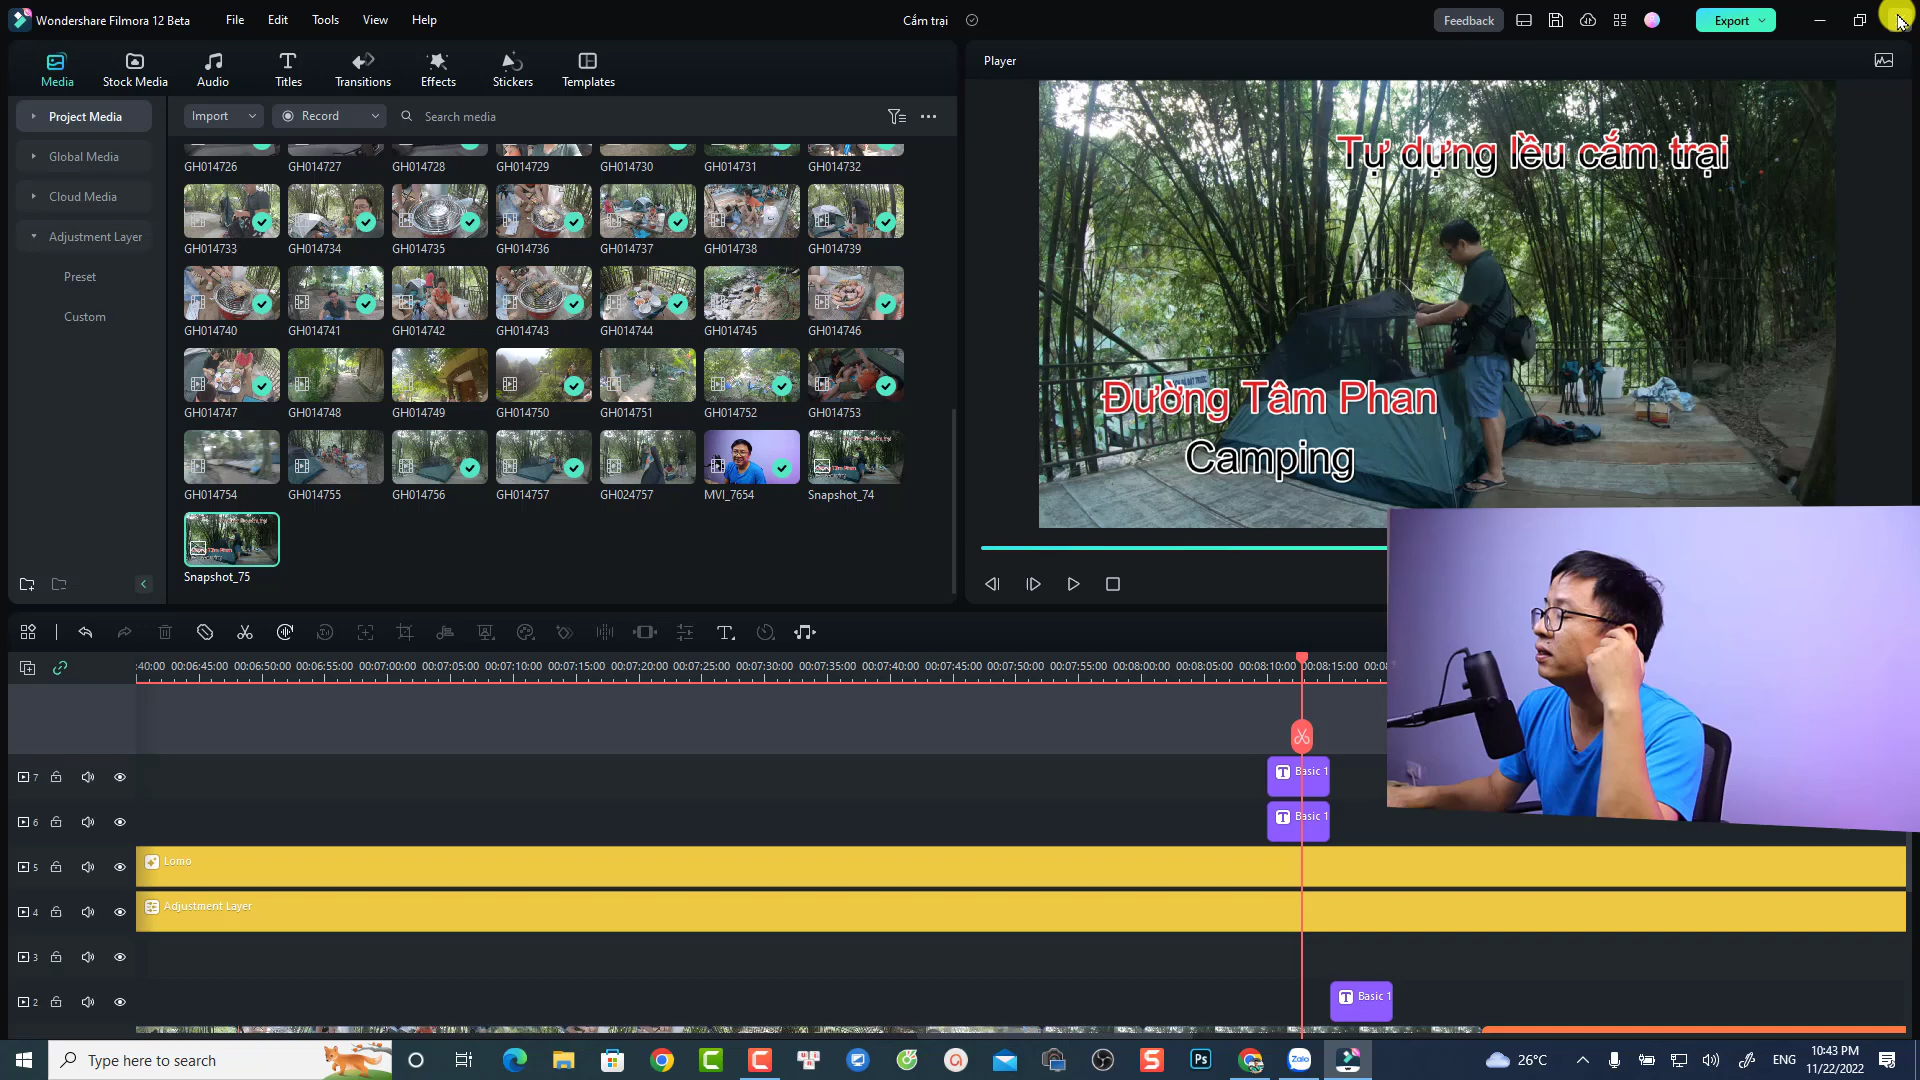 Wondershare Filmora 12 Beta
File Edit Tools View Help
Cắm trại
Feedback
Export
Media Stock Media Audio Titles Transitions Effects Stickers Templates
Player
Project Media
Global Media
Cloud Media
Adjustment Layer
Preset
Custom
Import Record Search media
GH014726 GH014727 GH014728 GH014729 GH014730 GH014731 GH014732
GH014733 GH014734 GH014735 GH014736 GH014737 GH014738 GH014739
GH014740 GH014741 GH014742 GH014743 GH014744 GH014745 GH014746
GH014747 GH014748 GH014749 GH014750 GH014751 GH014752 GH014753
GH014754 GH014755 GH014756 GH014757 GH024757 MVI_7654 Snapshot_74
Snapshot_75
Tự dựng lều cắm trại
Đường Tâm Phan
Camping
:40:00 00:06:45:00 00:06:50:00 00:06:55:00 00:07:00:00 00:07:05:00 00:07:10:00 00:07:15:00 00:07:20:00 00:07:25:00 00:07:30:00 00:07:35:00 00:07:40:00 00:07:45:00 00:07:50:00 00:07:55:00 00:08:00:00 00:08:05:00 00:08:10:00 00:08:15:00 00:08
7 Basic 1
6 Basic 1
5 Lomo
4 Adjustment Layer
3
2 Basic 1
Type here to search
Ps
Zalo
26°C
ENG
10:43 PM
11/22/2022